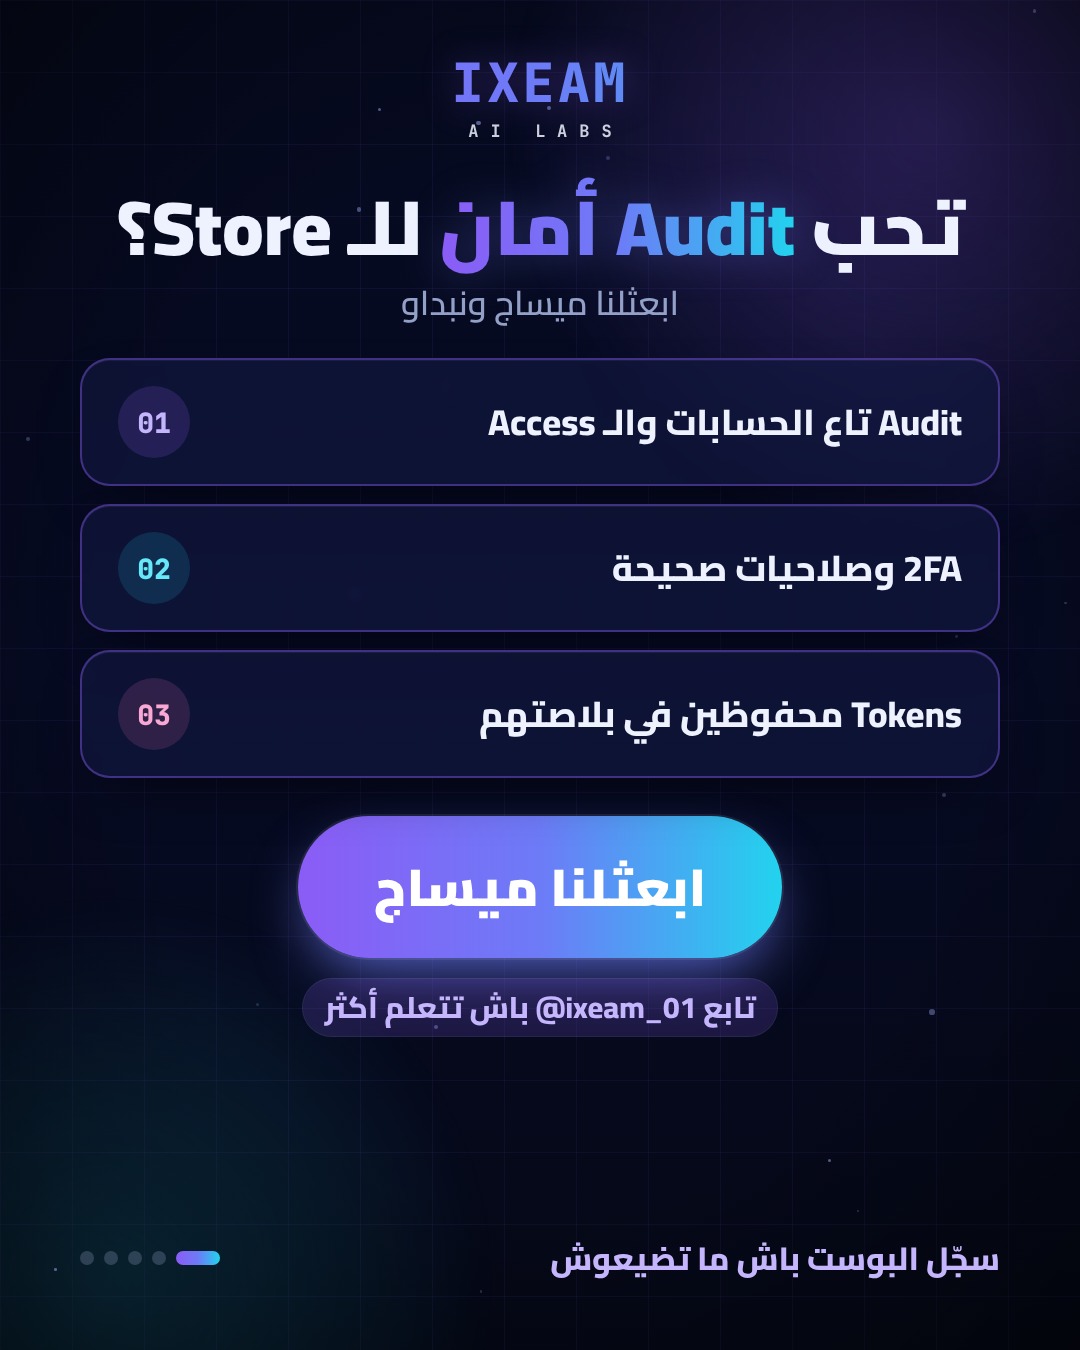 IXEAM
AI LABS
تحب Audit أمان للـ Store؟
ابعثلنا ميساج ونبداو
Audit تاع الحسابات والـ Access
01
2FA وصلاحيات صحيحة
02
Tokens محفوظين في بلاصتهم
03
ابعثلنا ميساج
تابع @ixeam_01 باش تتعلم أكثر
سجّل البوست باش ما تضيعوش